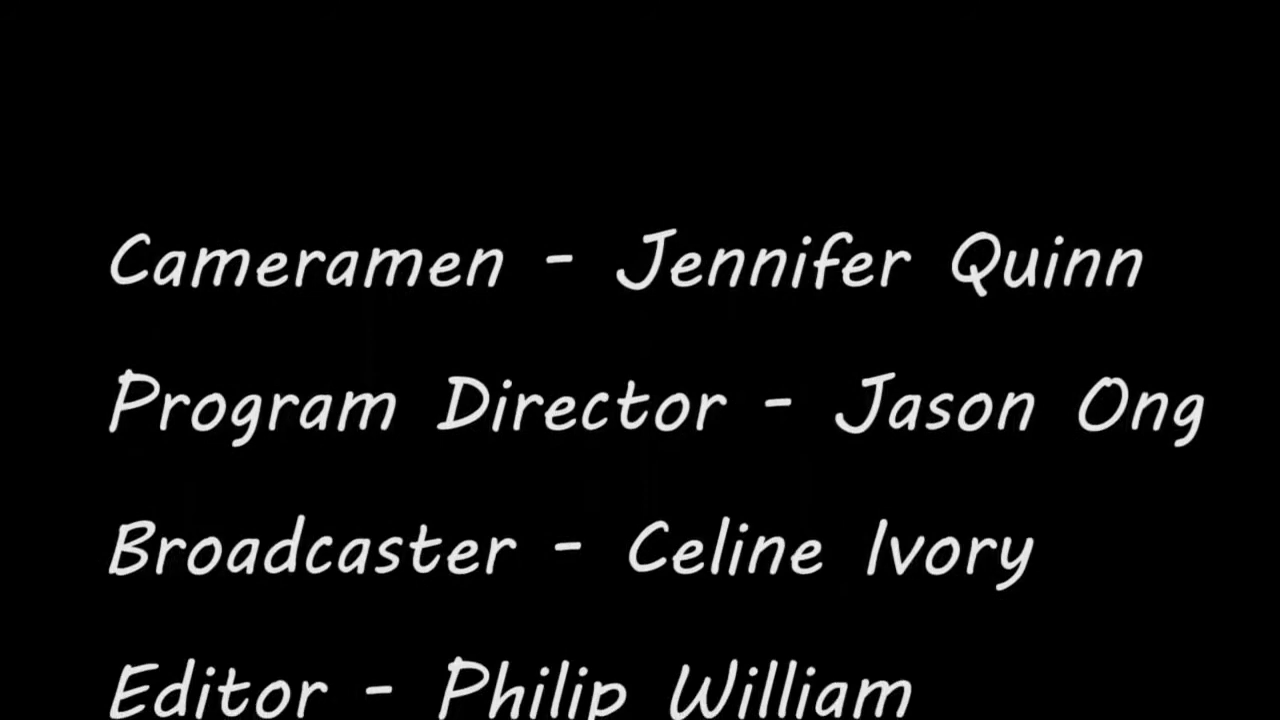 Cameramen - Jennifer Quinn
Program Director - Jason Ong
Broadcaster - Celine Ivory
Editor - Philip William